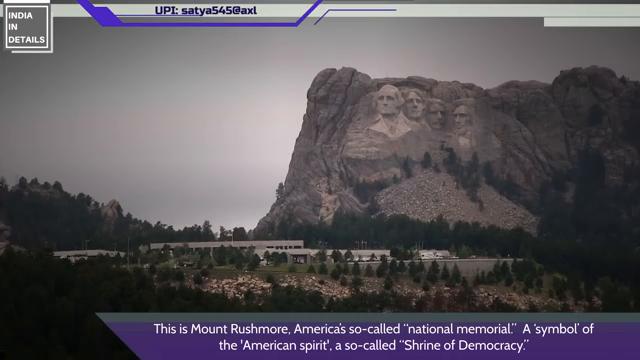 INDIA
IN
DETAILS
UPI: satya545@axl
This is Mount Rushmore, America's so-called “national memorial.” A ‘symbol’ of
the 'American spirit', a so-called “Shrine of Democracy.”